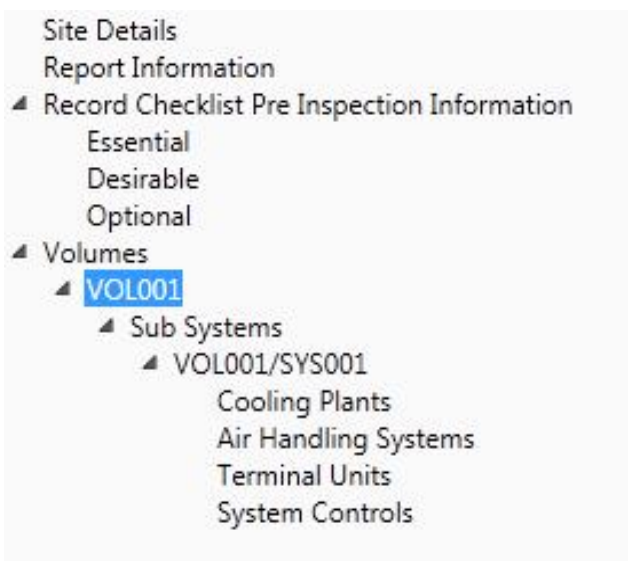 Site Details
Report Information
Record Checklist Pre Inspection Information
Essential
Desirable
Optional
Volumes
VOL001
Sub Systems
VOL001/SYS001
Cooling Plants
Air Handling Systems
Terminal Units
System Controls